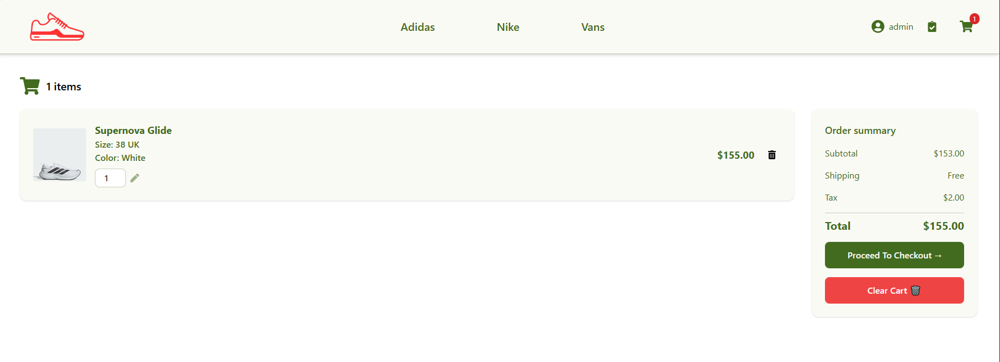 Adidas
Nike
Vans
admin
1
1 items
Supernova Glide
Size: 38 UK
Color: White
1
$155.00
Order summary
Subtotal $153.00
Shipping Free
Tax $2.00
Total $155.00
Proceed To Checkout →
Clear Cart 🗑